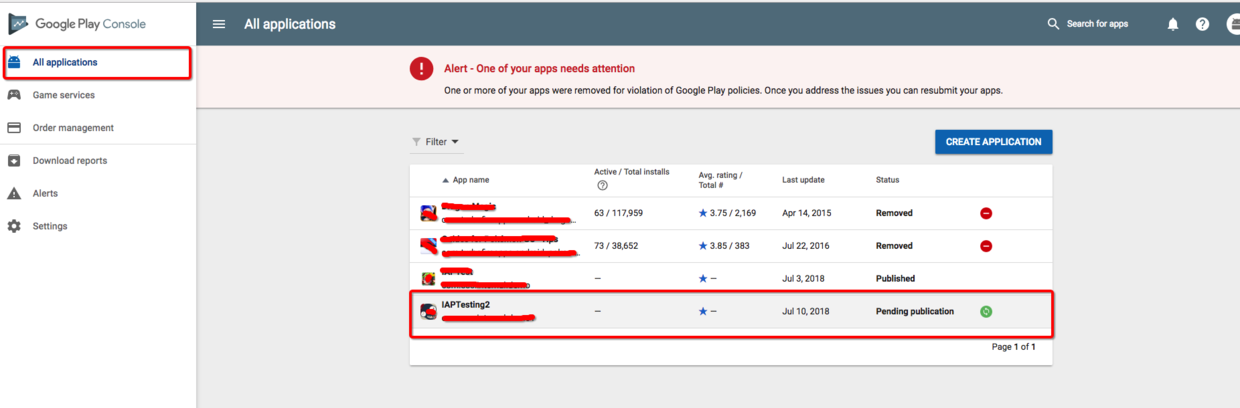 Google Play Console
All applications
Search for apps
All applications
Game services
Order management
Download reports
Alerts
Settings
Alert - One of your apps needs attention
One or more of your apps were removed for violation of Google Play policies. Once you address the issues you can resubmit your apps.
Filter
CREATE APPLICATION
App name
Active / Total installs
Avg. rating /
Total #
Last update
Status
63 / 117,959
3.75 / 2,169
Apr 14, 2015
Removed
73 / 38,652
3.85 / 383
Jul 22, 2016
Removed
–
–
Jul 3, 2018
Published
IAPTesting2
–
–
Jul 10, 2018
Pending publication
Page 1 of 1